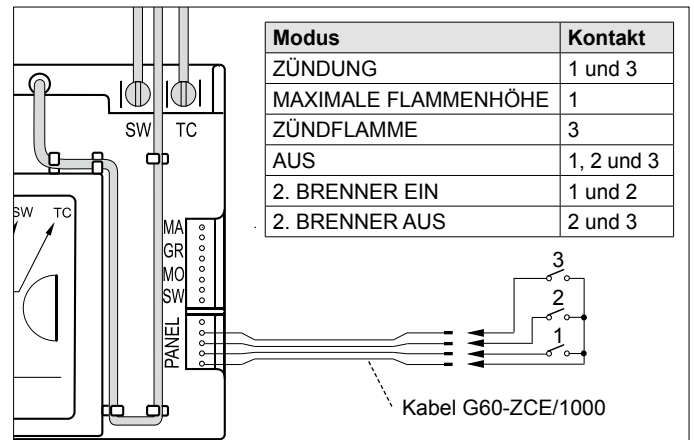 Modus Kontakt
ZÜNDUNG 1 und 3
MAXIMALE FLAMMENHÖHE 1
ZÜNDFLAMME 3
AUS 1, 2 und 3
2. BRENNER EIN 1 und 2
2. BRENNER AUS 2 und 3
SW TC
SW TC
MA
GR
MO
SW
PANEL
3
2
1
Kabel G60-ZCE/1000